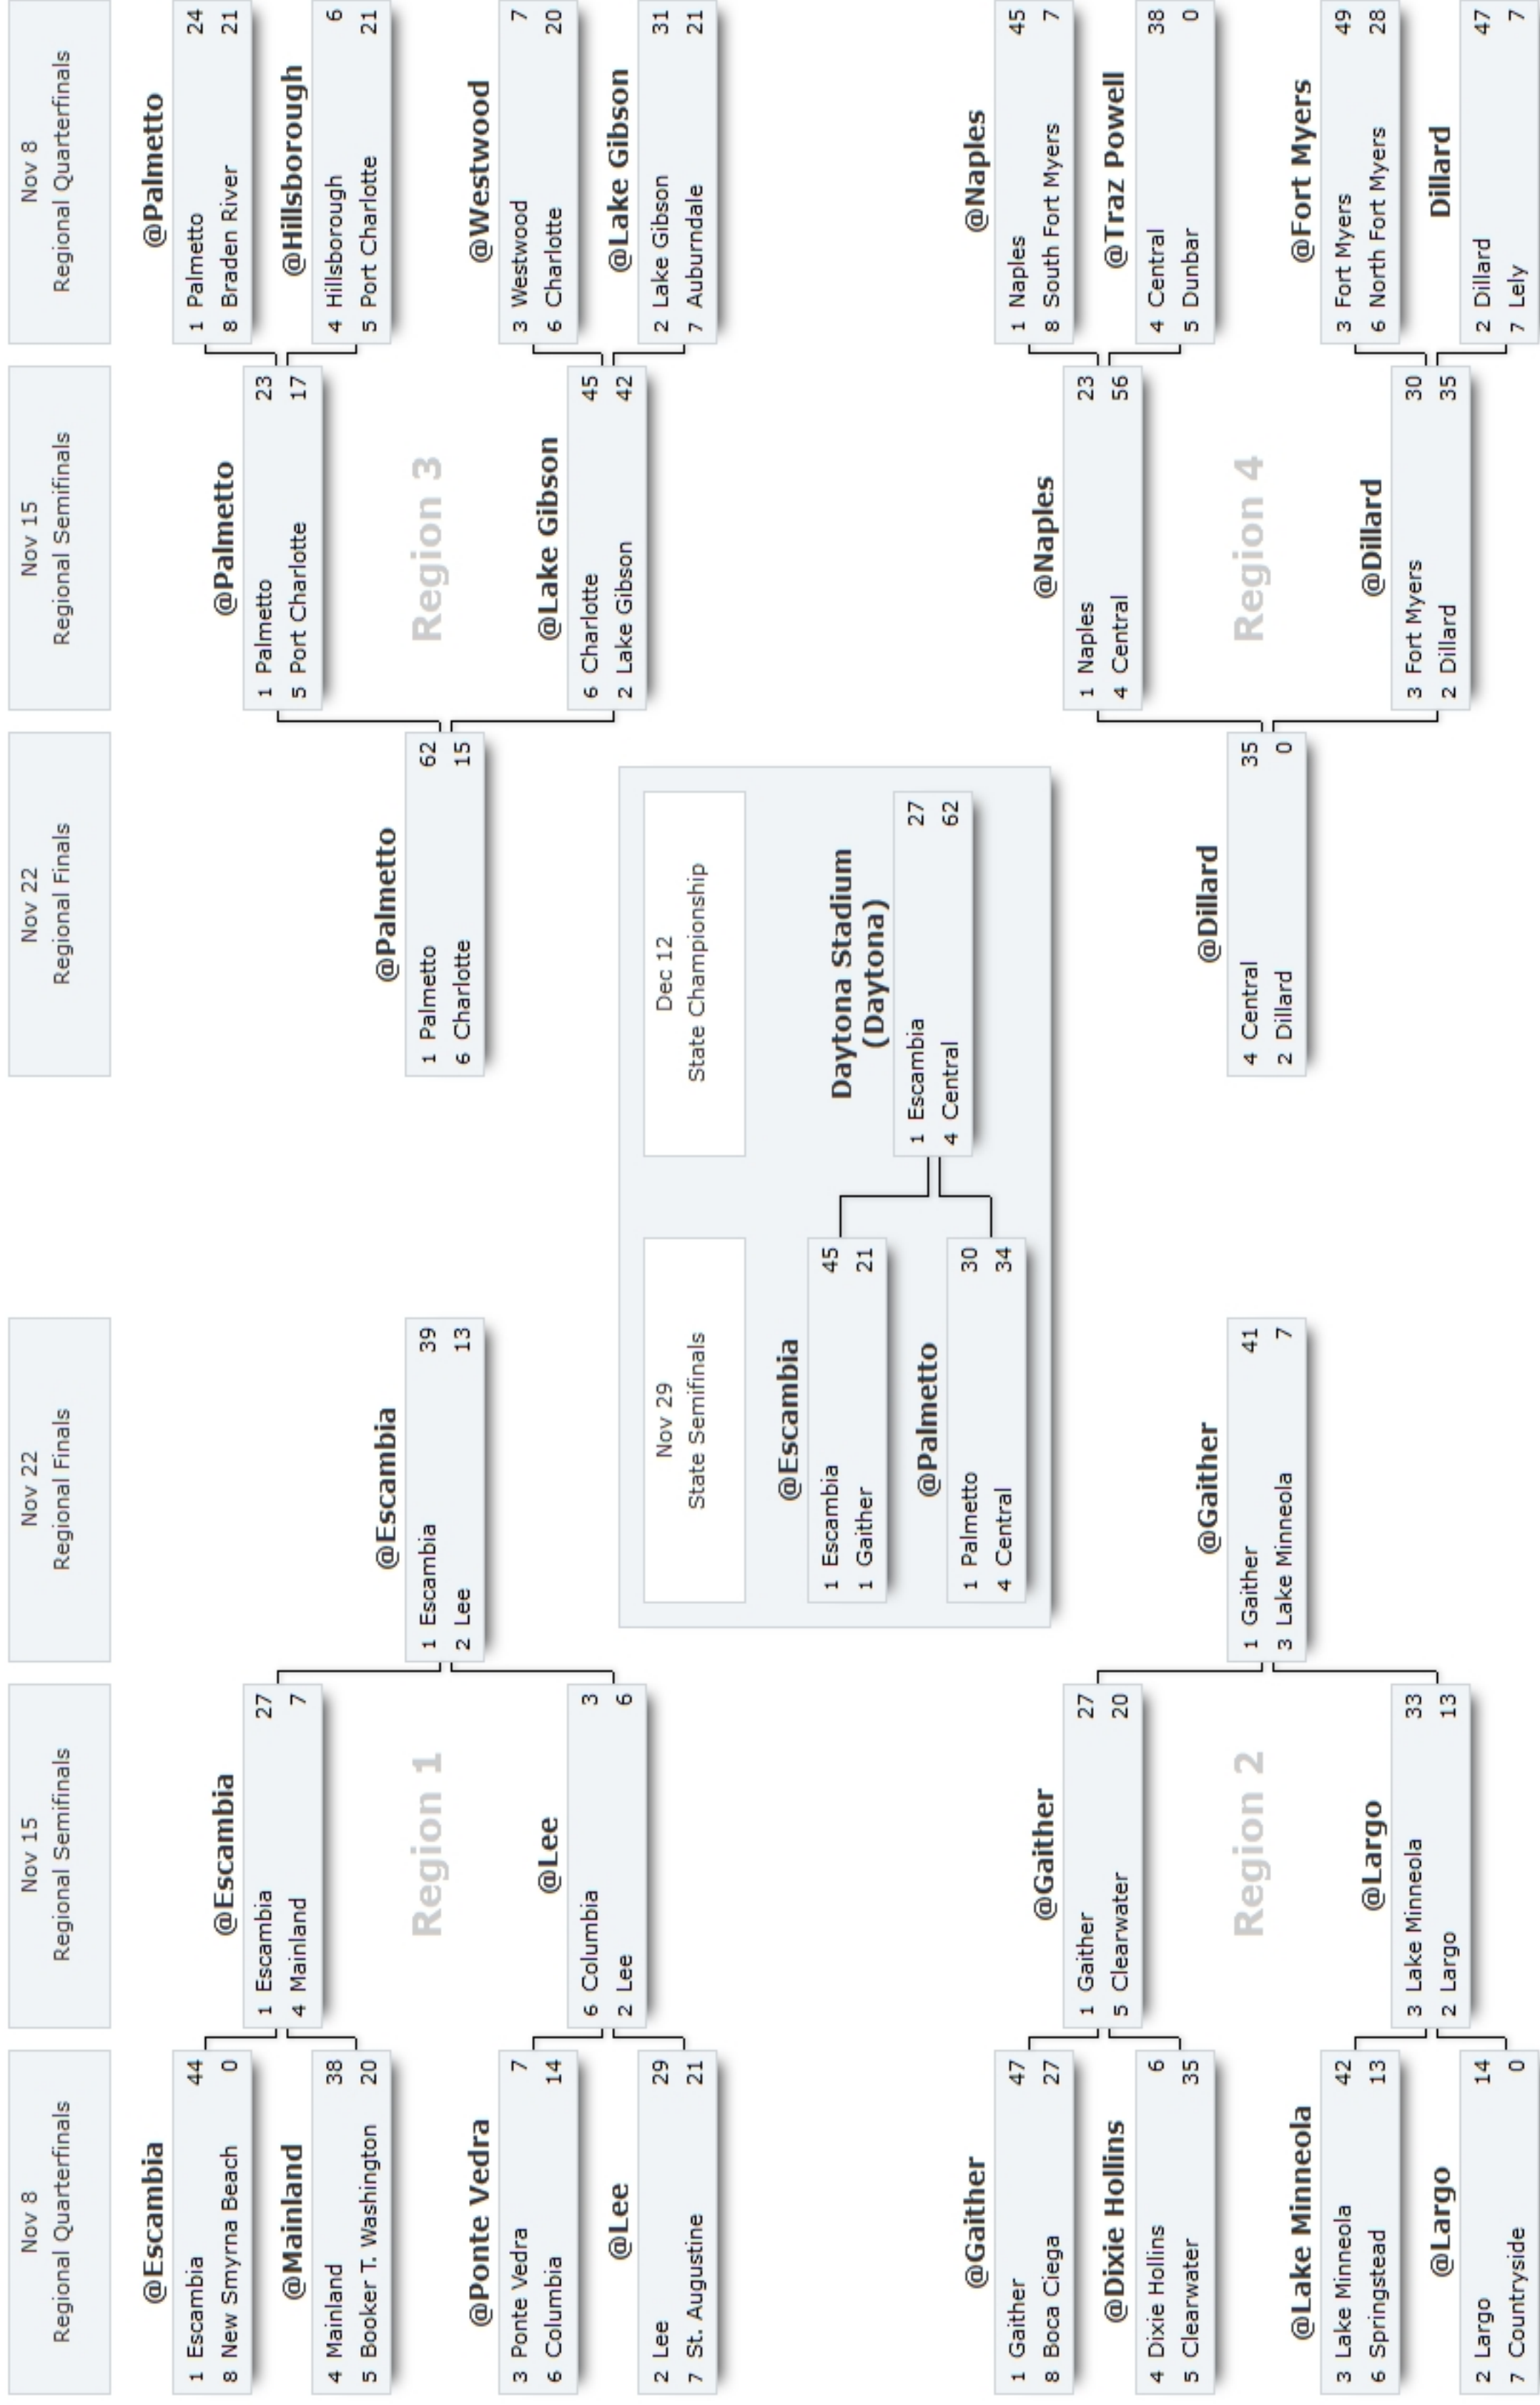 Nov 8
Regional Quarterfinals
Nov 15
Regional Semifinals
Nov 22
Regional Finals
Nov 22
Regional Finals
Nov 15
Regional Semifinals
Nov 8
Regional Quarterfinals
@Escambia
1 Escambia 44
8 New Smyrna Beach 0
@Mainland
4 Mainland 38
5 Booker T. Washington 20
@Ponte Vedra
3 Ponte Vedra 7
6 Columbia 14
@Lee
2 Lee 29
7 St. Augustine 21
@Escambia
1 Escambia 27
4 Mainland 7
Region 1
@Lee
6 Columbia 3
2 Lee 6
@Escambia
1 Escambia 39
2 Lee 13
@Gaither
1 Gaither 47
8 Boca Ciega 27
@Dixie Hollins
4 Dixie Hollins 6
5 Clearwater 35
@Lake Minneola
3 Lake Minneola 42
6 Springstead 13
@Largo
2 Largo 14
7 Countryside 0
@Gaither
1 Gaither 27
5 Clearwater 20
Region 2
@Largo
3 Lake Minneola 33
2 Largo 13
@Gaither
1 Gaither 41
3 Lake Minneola 7
Nov 29
State Semifinals
@Escambia
1 Escambia 45
1 Gaither 21
@Palmetto
1 Palmetto 30
4 Central 34
Dec 12
State Championship
Daytona Stadium
(Daytona)
1 Escambia 27
4 Central 62
@Palmetto
1 Palmetto 62
6 Charlotte 15
@Palmetto
1 Palmetto 23
5 Port Charlotte 17
Region 3
@Lake Gibson
6 Charlotte 45
2 Lake Gibson 42
@Palmetto
1 Palmetto 24
8 Braden River 21
@Hillsborough
4 Hillsborough 6
5 Port Charlotte 21
@Westwood
3 Westwood 7
6 Charlotte 20
@Lake Gibson
2 Lake Gibson 31
7 Auburndale 21
@Dillard
4 Central 35
2 Dillard 0
@Naples
1 Naples 23
4 Central 56
Region 4
@Dillard
3 Fort Myers 30
2 Dillard 35
@Naples
1 Naples 45
8 South Fort Myers 7
@Traz Powell
4 Central 38
5 Dunbar 0
@Fort Myers
3 Fort Myers 49
6 North Fort Myers 28
Dillard
2 Dillard 47
7 Lely 7